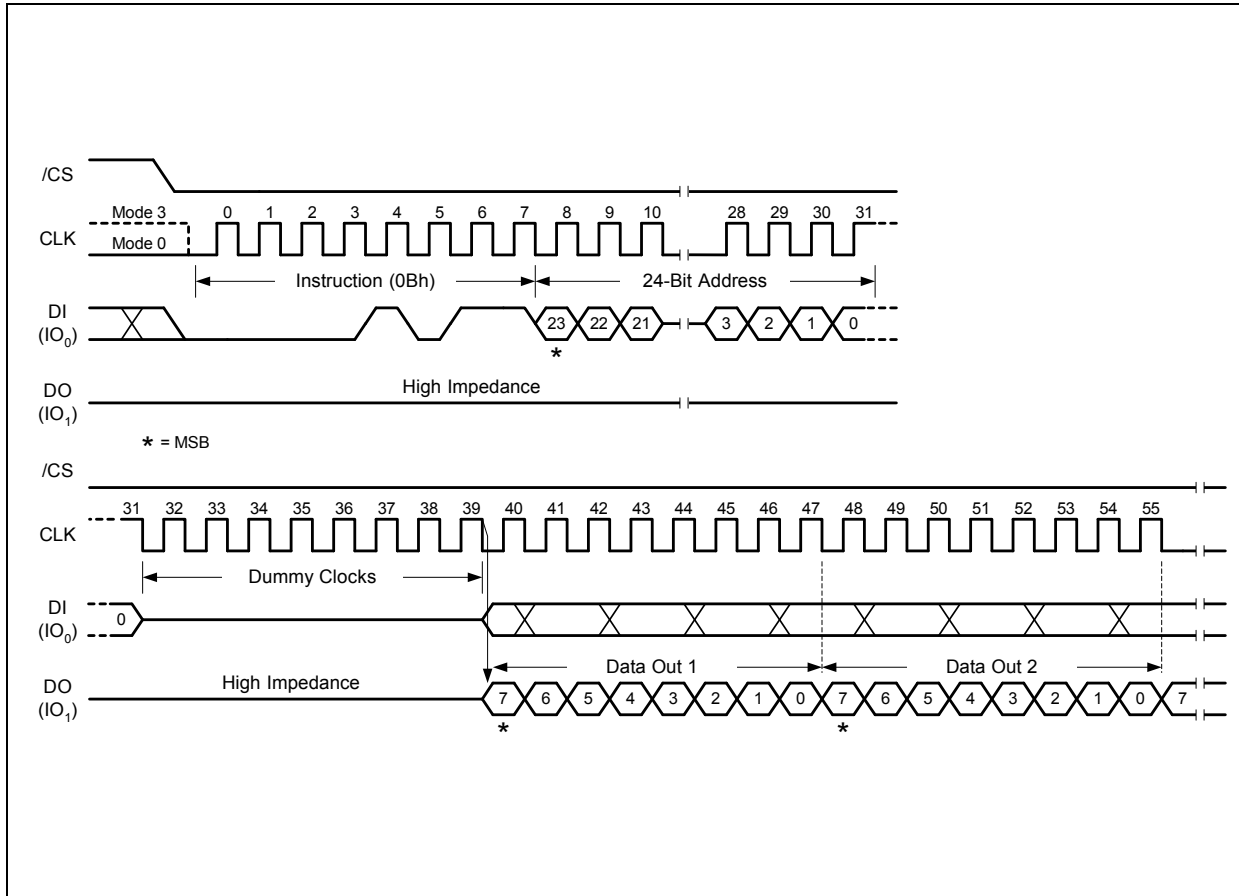 /CS
Mode 3 0 1 2 3 4 5 6 7 8 9 10 28 29 30 31
CLK
Mode 0
Instruction (0Bh) 24-Bit Address
DI
(IO0)
23 22 21 3 2 1 0
*
DO
(IO1)
High Impedance
* = MSB
/CS
31 32 33 34 35 36 37 38 39 40 41 42 43 44 45 46 47 48 49 50 51 52 53 54 55
CLK
Dummy Clocks
DI
(IO0)
0
Data Out 1 Data Out 2
DO
(IO1)
High Impedance
7 6 5 4 3 2 1 0 7 6 5 4 3 2 1 0 7
* *